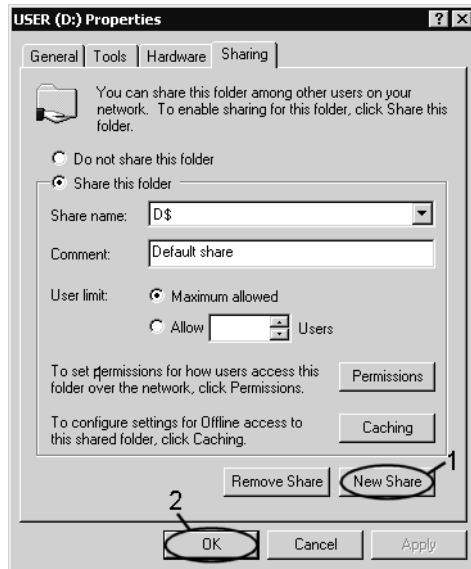 USER (D:) Properties
General Tools Hardware Sharing
You can share this folder among other users on your
network. To enable sharing for this folder, click Share this
folder.
Do not share this folder
Share this folder
Share name: D$
Comment: Default share
User limit: Maximum allowed
Allow Users
To set permissions for how users access this
folder over the network, click Permissions.
Permissions
To configure settings for Offline access to
this shared folder, click Caching.
Caching
1
Remove Share New Share
2
OK Cancel Apply